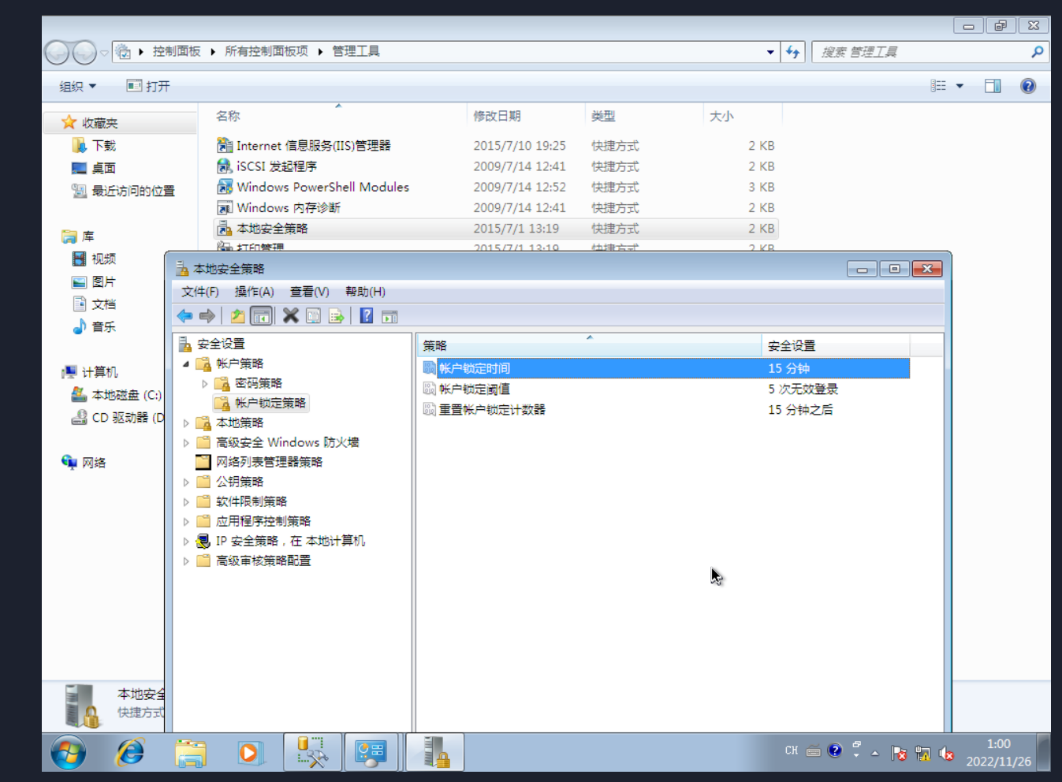 控制面板 ▸ 所有控制面板项 ▸ 管理工具
搜索 管理工具
组织 打开
名称 修改日期 类型 大小
收藏夹
下载
桌面
最近访问的位置
库
视频
图片
文档
音乐
计算机
本地磁盘 (C:)
CD 驱动器 (D
网络
Internet 信息服务(IIS)管理器 2015/7/10 19:25 快捷方式 2 KB
iSCSI 发起程序 2009/7/14 12:41 快捷方式 2 KB
Windows PowerShell Modules 2009/7/14 12:52 快捷方式 3 KB
Windows 内存诊断 2009/7/14 12:41 快捷方式 2 KB
本地安全策略 2015/7/1 13:19 快捷方式 2 KB
打印管理 2015/7/1 13:19 快捷方式 2 KB
本地安全策略
文件(F) 操作(A) 查看(V) 帮助(H)
安全设置
帐户策略
密码策略
帐户锁定策略
本地策略
高级安全 Windows 防火墙
网络列表管理器策略
公钥策略
软件限制策略
应用程序控制策略
IP 安全策略，在 本地计算机
高级审核策略配置
策略 安全设置
帐户锁定时间 15 分钟
帐户锁定阈值 5 次无效登录
重置帐户锁定计数器 15 分钟之后
本地安全
快捷方式
CH
1:00
2022/11/26